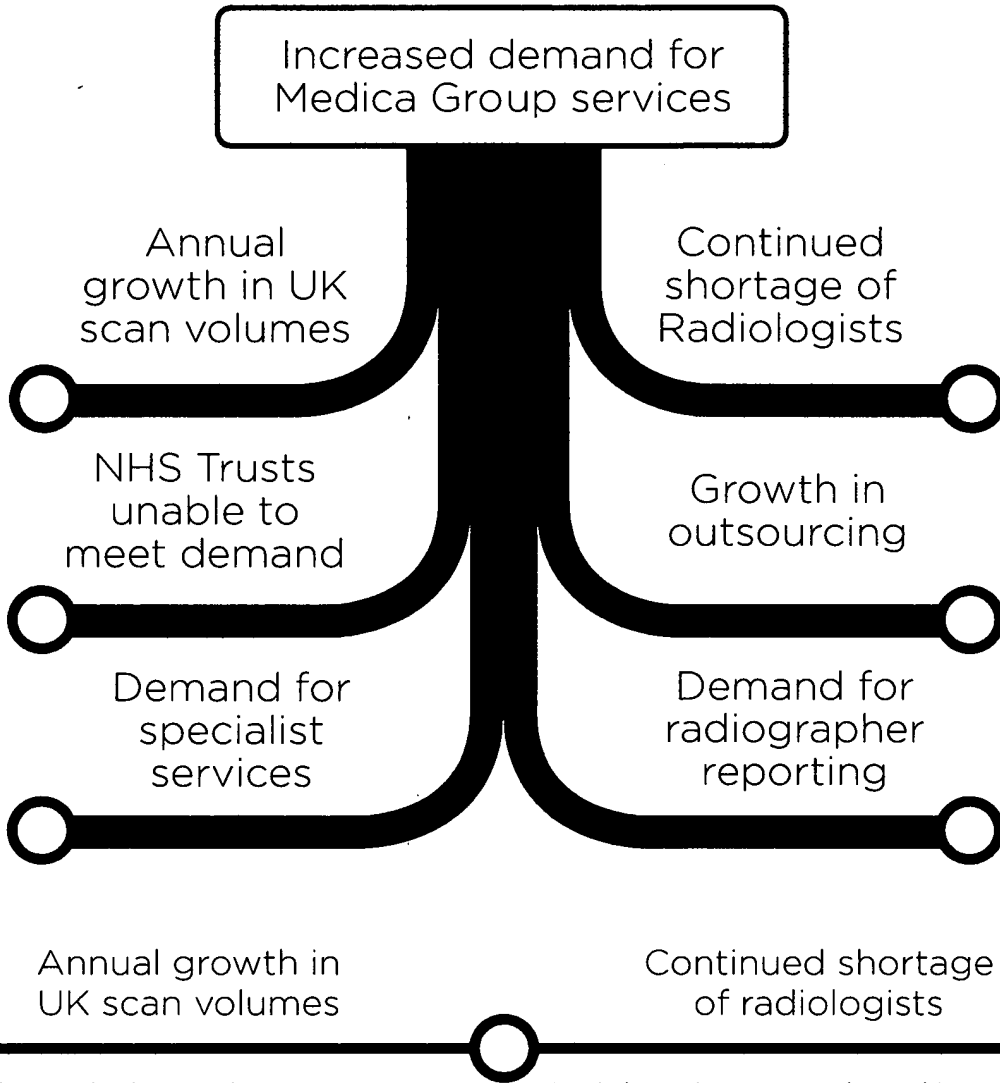 Increased demand for
Medica Group services
Annual
growth in UK
scan volumes
Continued
shortage of
Radiologists
NHS Trusts
unable to
meet demand
Growth in
outsourcing
Demand for
specialist
services
Demand for
radiographer
reporting
Annual growth in
UK scan volumes
Continued shortage
of radiologists